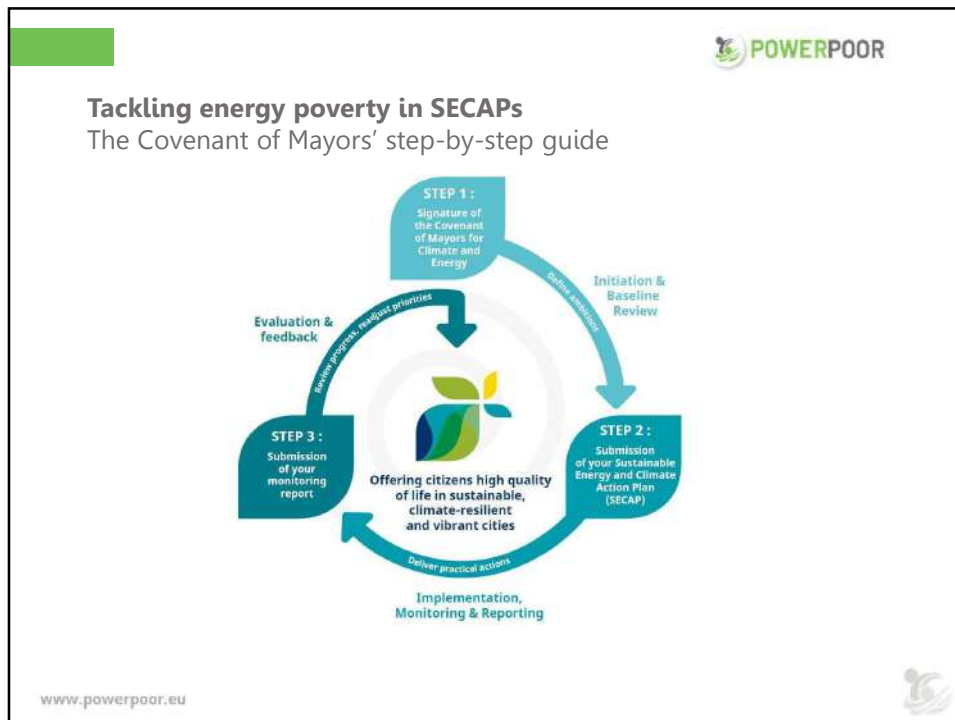 POWERPOOR
Tackling energy poverty in SECAPs
The Covenant of Mayors’ step-by-step guide
STEP 1 :
Signature of
the Covenant
of Mayors for
Climate and
Energy
Define ambitions
Initiation &
Baseline
Review
Evaluation &
feedback
Review progress, readjust priorities
STEP 2 :
Submission
of your Sustainable
Energy and Climate
Action Plan
(SECAP)
STEP 3 :
Submission
of your
monitoring
report
Offering citizens high quality
of life in sustainable,
climate-resilient
and vibrant cities
Deliver practical actions
Implementation,
Monitoring & Reporting
www.powerpoor.eu